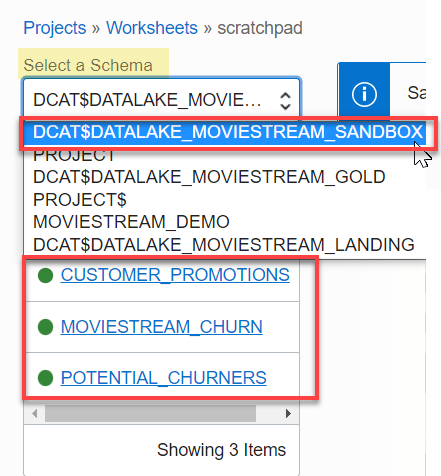 Projects » Worksheets » scratchpad
Select a Schema
DCAT$DATALAKE_MOVIE...
Sa
DCAT$DATALAKE_MOVIESTREAM_SANDBOX
PROJECT
DCAT$DATALAKE_MOVIESTREAM_GOLD
PROJECT$
MOVIESTREAM_DEMO
DCAT$DATALAKE_MOVIESTREAM_LANDING
CUSTOMER_PROMOTIONS
MOVIESTREAM_CHURN
POTENTIAL_CHURNERS
Showing 3 Items